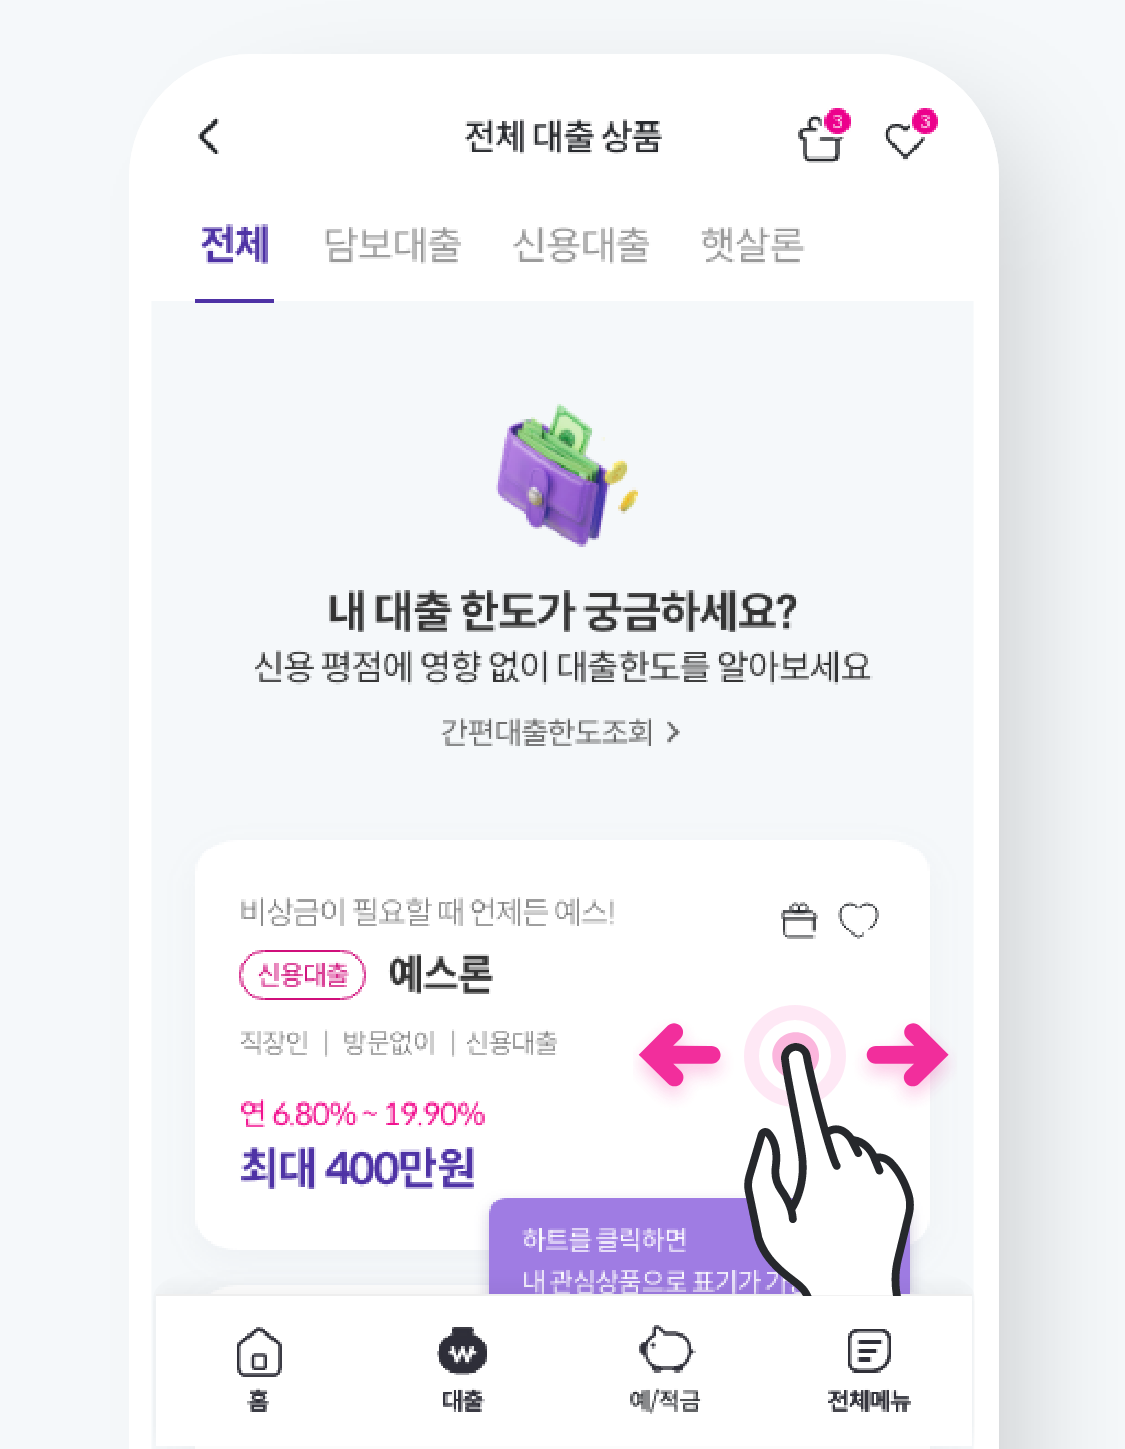 전체 대출 상품
3
3
전체 담보대출 신용대출 햇살론
내 대출 한도가 궁금하세요?
신용 평점에 영향 없이 대출한도를 알아보세요
간편대출한도조회 >
비상금이 필요할 때 언제든 예스!
신용대출 예스론
직장인 | 방문없이 | 신용대출
연 6.80% ~ 19.90%
최대 400만원
하트를 클릭하면
내 관심상품으로 표기가
홈 대출 예/적금 전체메뉴